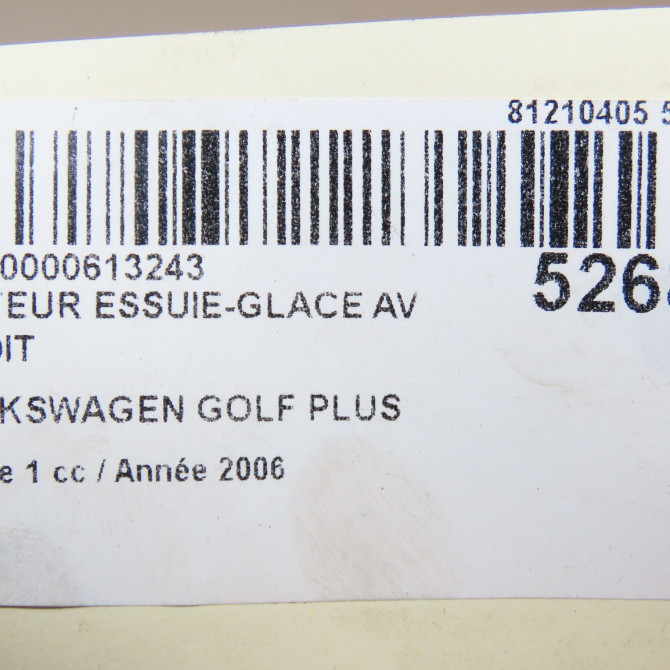 81210405 5
0000613243
526
TEUR ESSUIE-GLACE AV
OIT
KSWAGEN GOLF PLUS
e 1 cc / Année 2006